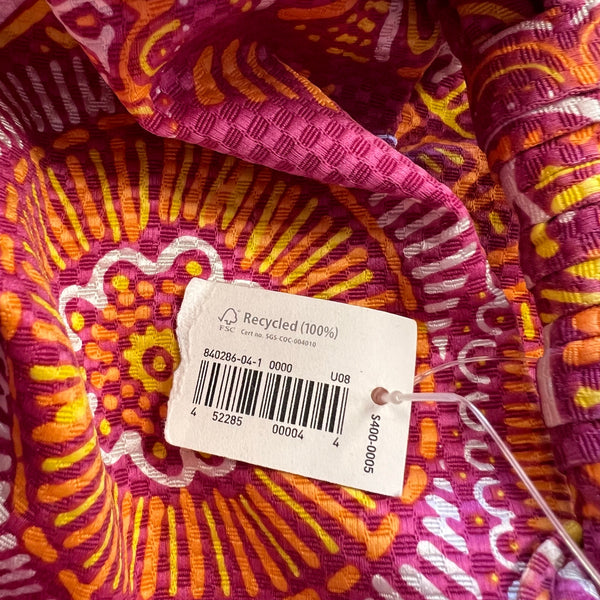 FSC Recycled (100%)
Cert no. SGS-COC-004010
840286-04-1 0000 U08
4 52285 00004 4
S400-0005